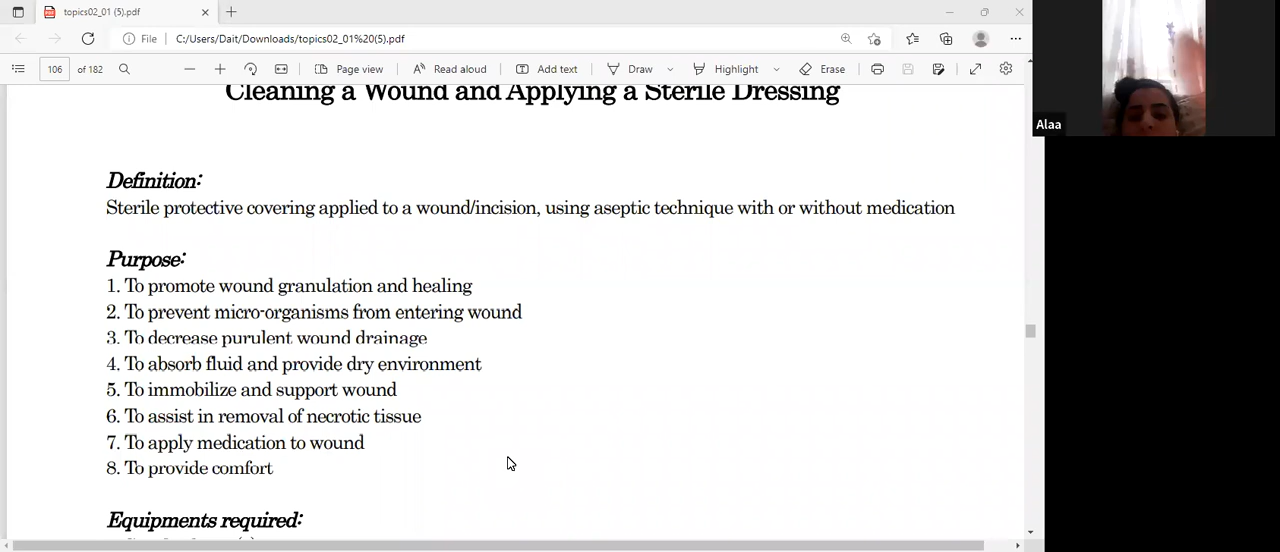 topics02_01 (5).pdf
File
C:/Users/Dait/Downloads/topics02_01%20(5).pdf
106 of 182
Page view
Read aloud
Add text
Draw
Highlight
Erase
Alaa
Cleaning a Wound and Applying a Sterile Dressing
Definition:
Sterile protective covering applied to a wound/incision, using aseptic technique with or without medication
Purpose:
1. To promote wound granulation and healing
2. To prevent micro-organisms from entering wound
3. To decrease purulent wound drainage
4. To absorb fluid and provide dry environment
5. To immobilize and support wound
6. To assist in removal of necrotic tissue
7. To apply medication to wound
8. To provide comfort
Equipments required: